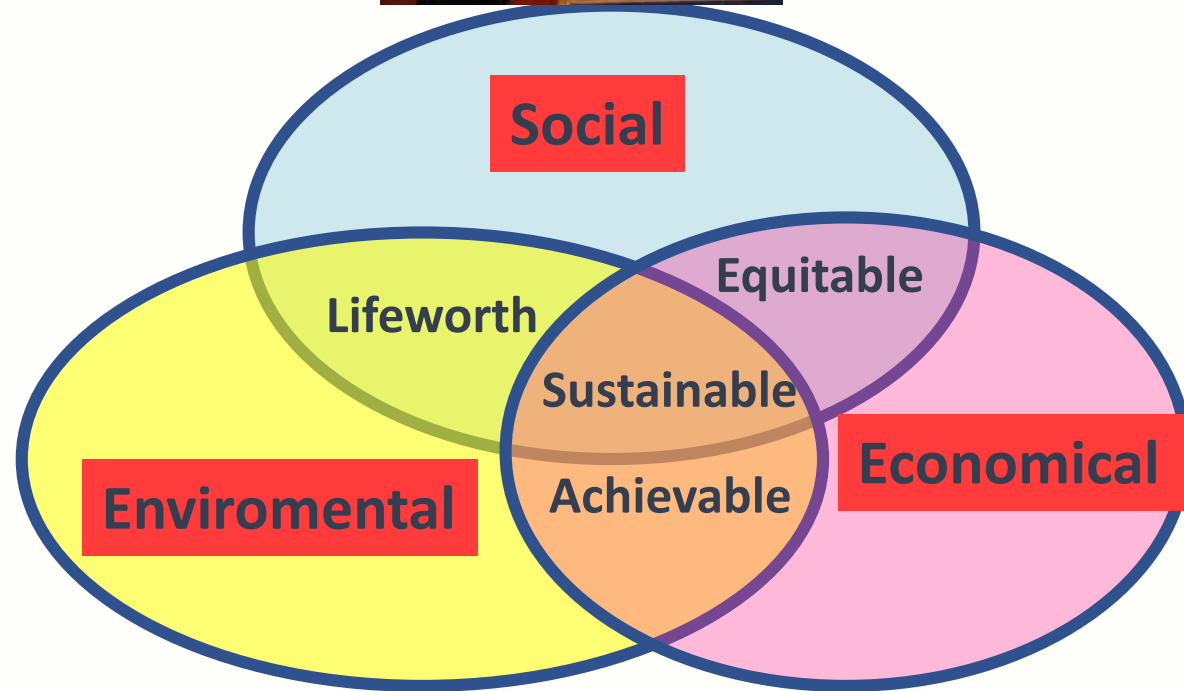 Social
Equitable
Lifeworth
Sustainable
Economical
Enviromental
Achievable